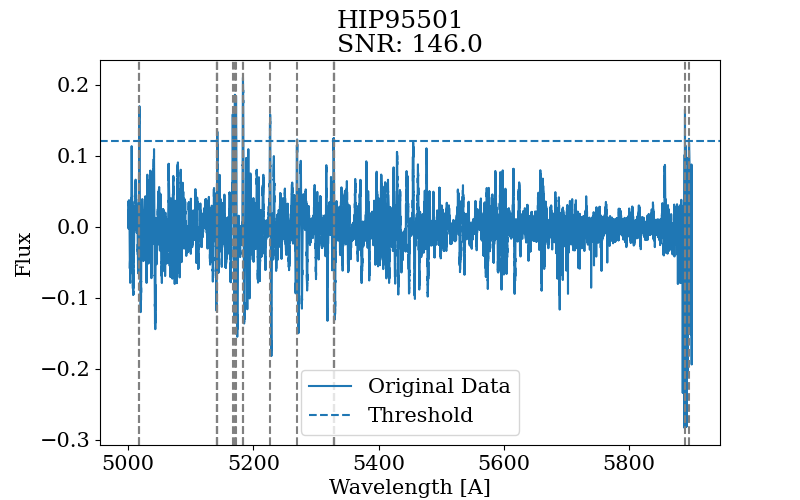 HIP95501
SNR: 146.0
Flux
0.2
0.1
0.0
−0.1
−0.2
−0.3
Original Data
Threshold
5000 5200 5400 5600 5800
Wavelength [A]